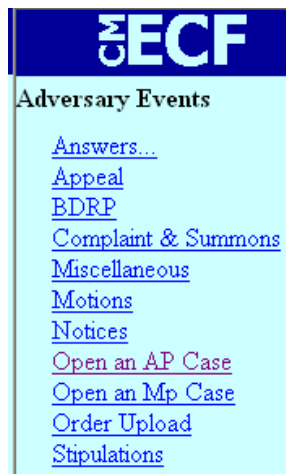 CM ECF
Adversary Events
Answers...
Appeal
BDRP
Complaint & Summons
Miscellaneous
Motions
Notices
Open an AP Case
Open an Mp Case
Order Upload
Stipulations